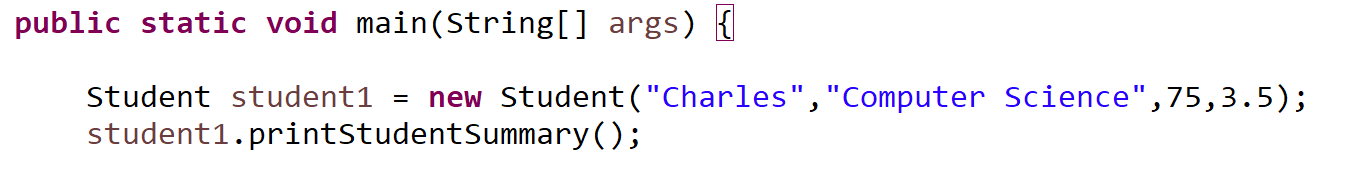 public static void main(String[] args) {
Student student1 = new Student("Charles","Computer Science",75,3.5);
student1.printStudentSummary();